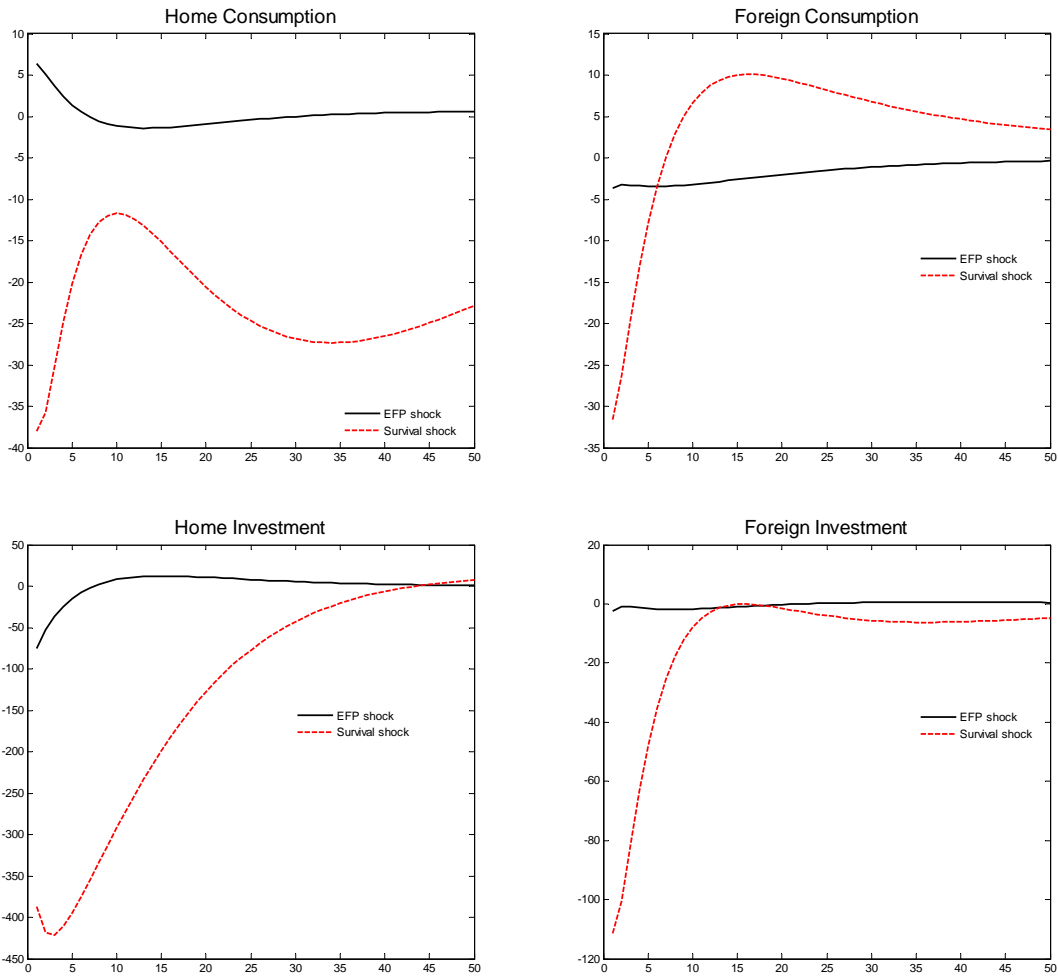 Home Consumption
10
5
0
-5
-10
-15
-20
-25
-30
-35
-40
0 5 10 15 20 25 30 35 40 45 50
EFP shock
Survival shock
Foreign Consumption
15
10
5
0
-5
-10
-15
-20
-25
-30
-35
0 5 10 15 20 25 30 35 40 45 50
EFP shock
Survival shock
Home Investment
50
0
-50
-100
-150
-200
-250
-300
-350
-400
-450
0 5 10 15 20 25 30 35 40 45 50
EFP shock
Survival shock
Foreign Investment
20
0
-20
-40
-60
-80
-100
-120
0 5 10 15 20 25 30 35 40 45 50
EFP shock
Survival shock